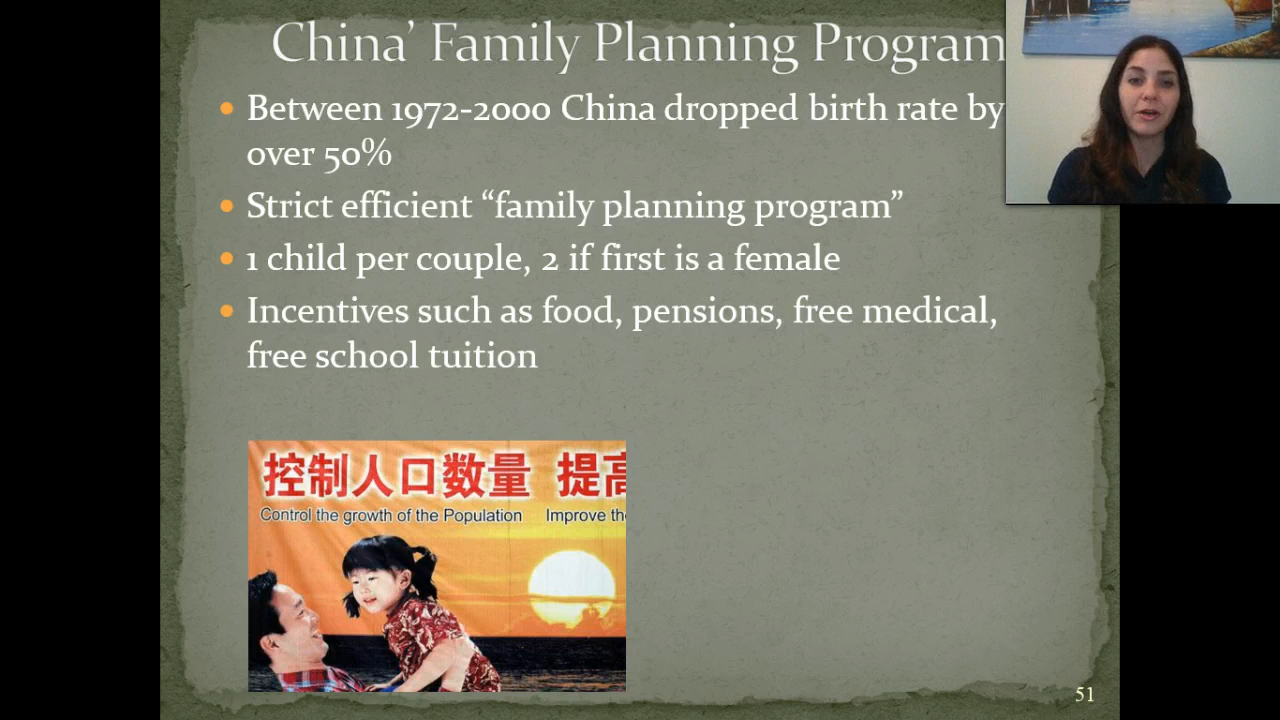 China’ Family Planning Program
Between 1972-2000 China dropped birth rate by
over 50%
Strict efficient “family planning program”
1 child per couple, 2 if first is a female
Incentives such as food, pensions, free medical,
free school tuition
控制人口数量 提高
Control the growth of the Population Improve the
51